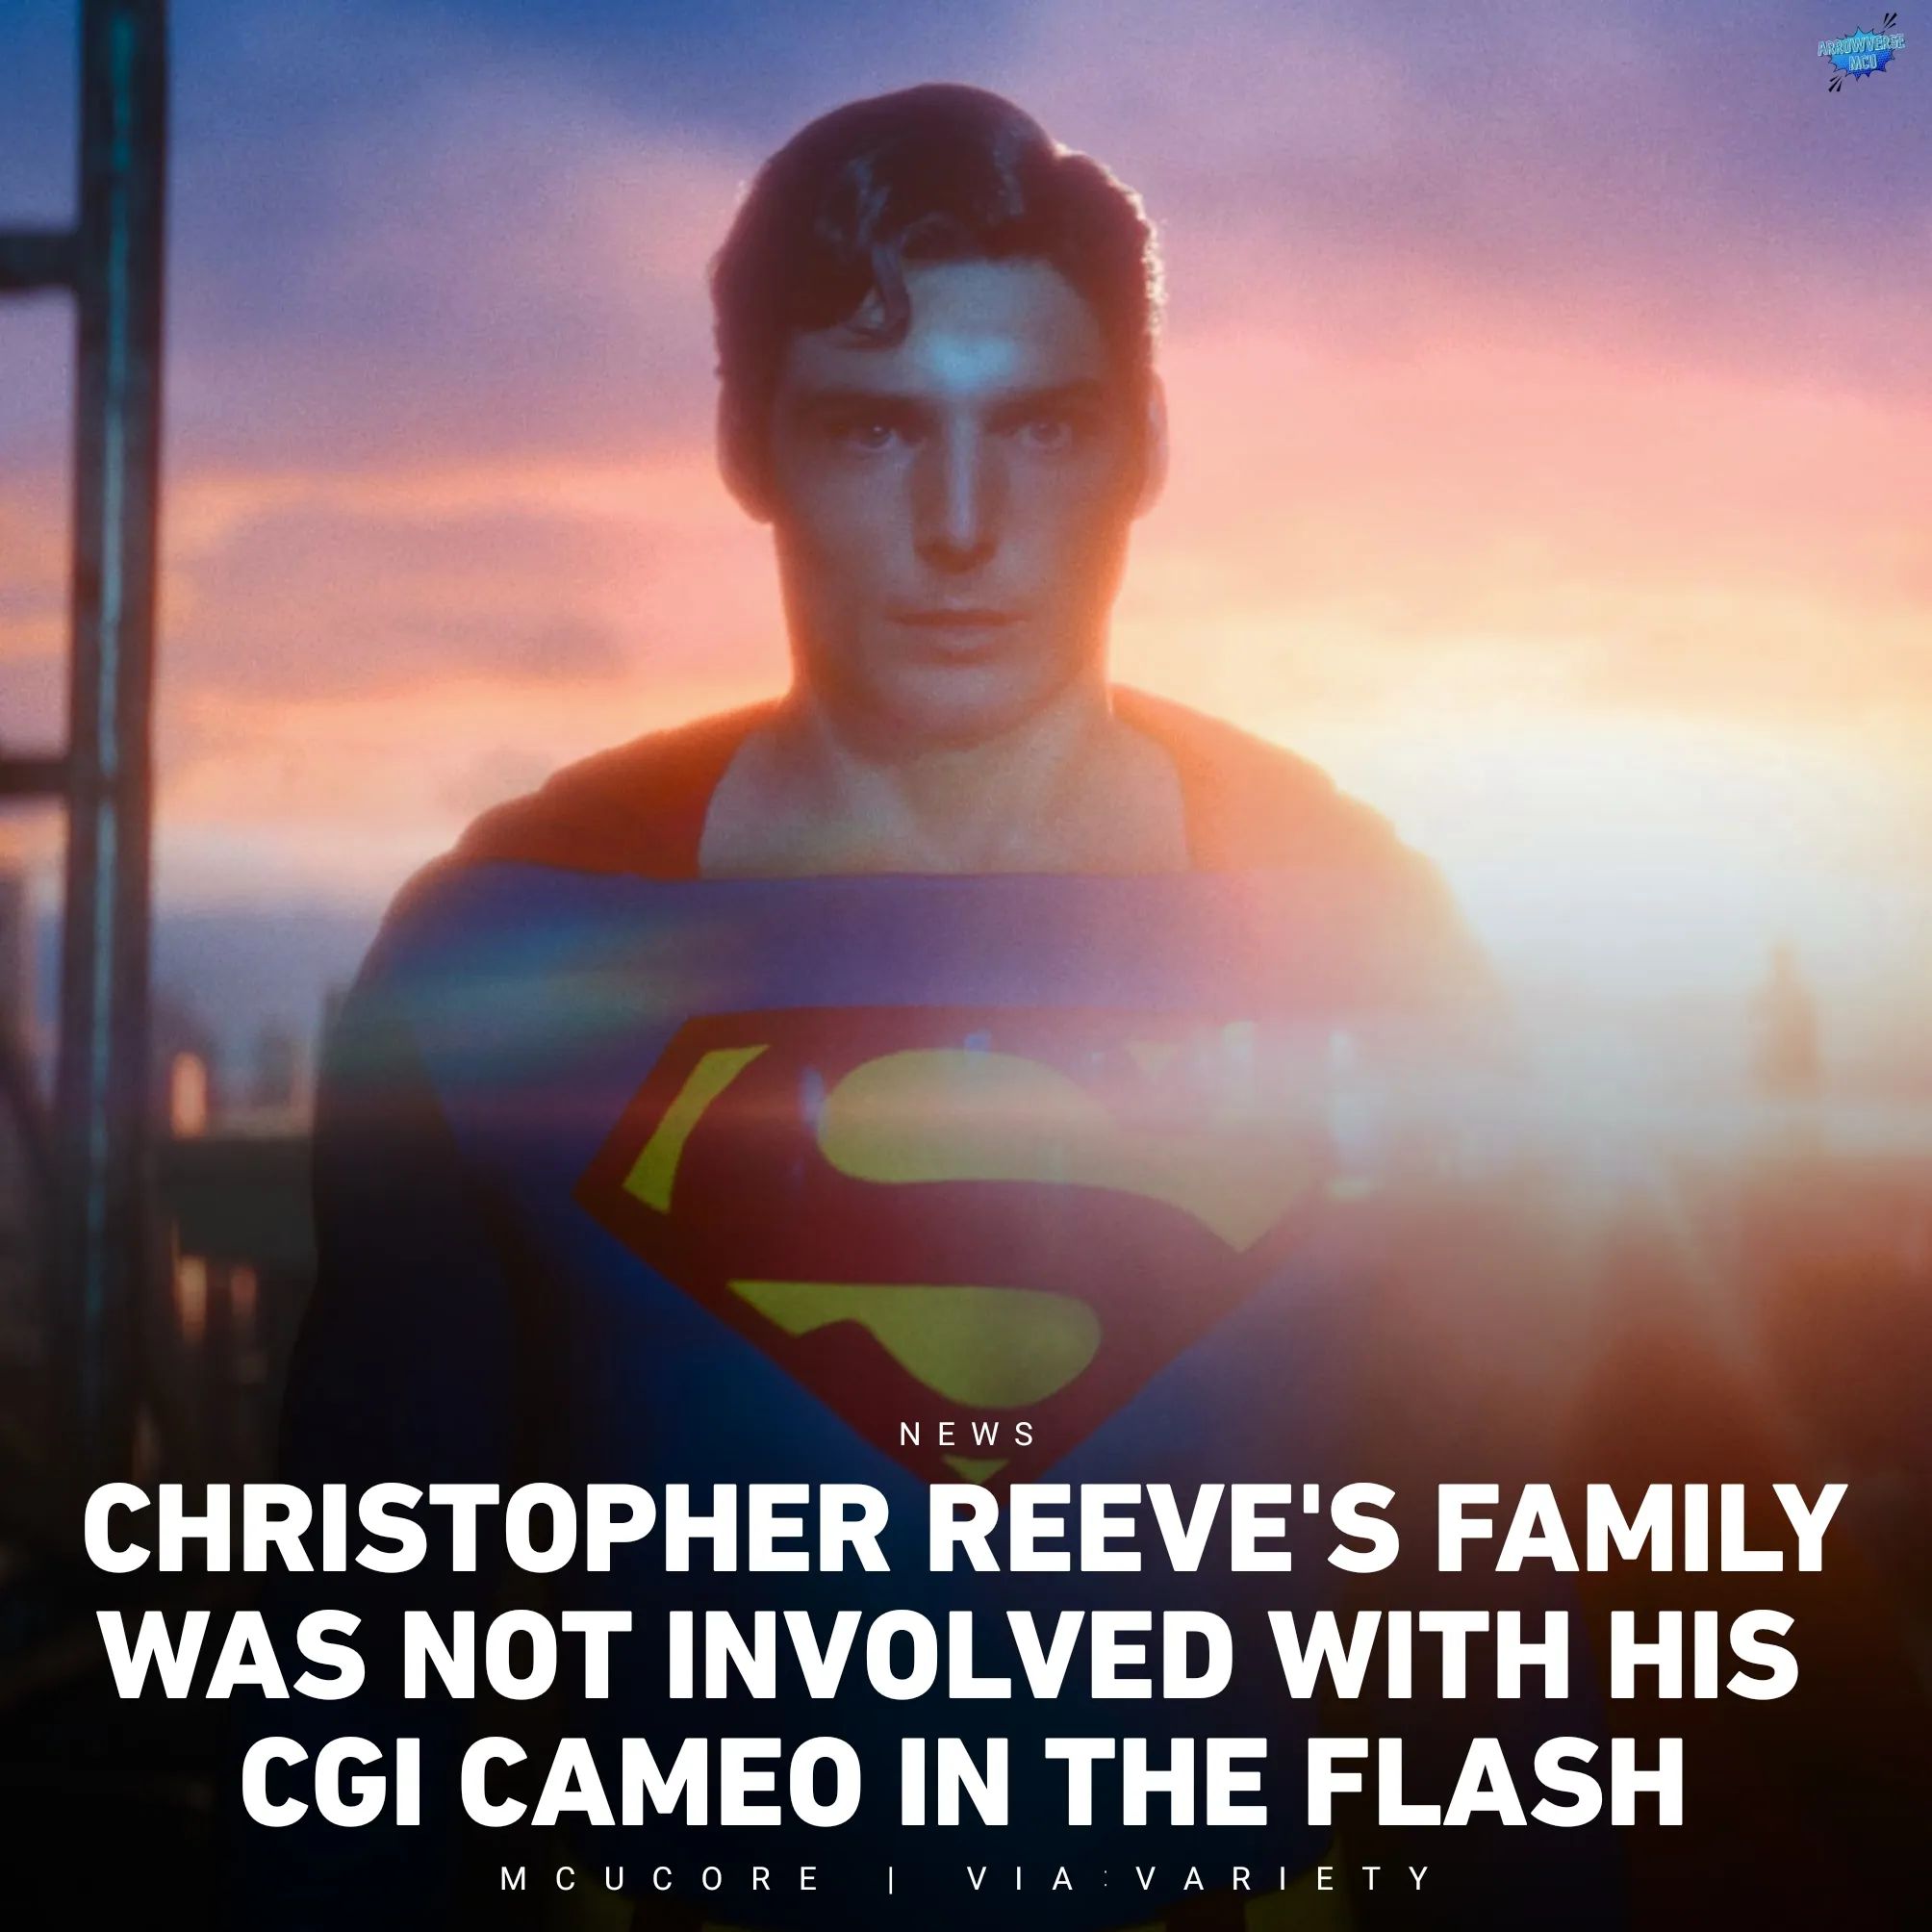 ARROWVERSE
MCU
NEWS
CHRISTOPHER REEVE'S FAMILY
WAS NOT INVOLVED WITH HIS
CGI CAMEO IN THE FLASH
MCUCORE | VIA:VARIETY